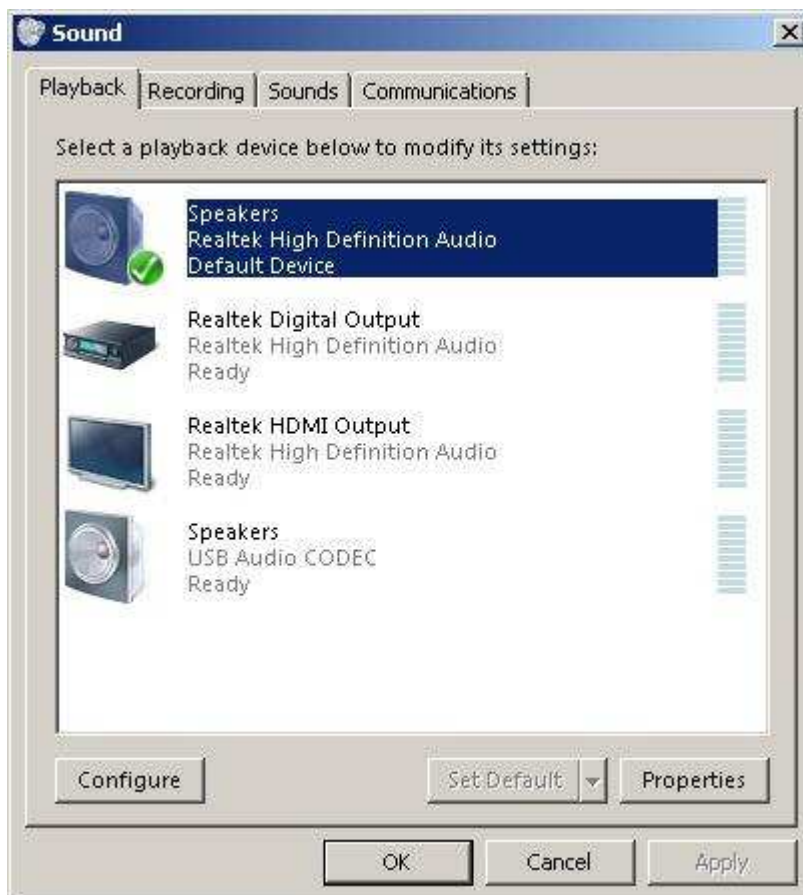 Sound
Playback Recording Sounds Communications
Select a playback device below to modify its settings:
Speakers
Realtek High Definition Audio
Default Device
Realtek Digital Output
Realtek High Definition Audio
Ready
Realtek HDMI Output
Realtek High Definition Audio
Ready
Speakers
USB Audio CODEC
Ready
Configure Set Default Properties
OK Cancel Apply